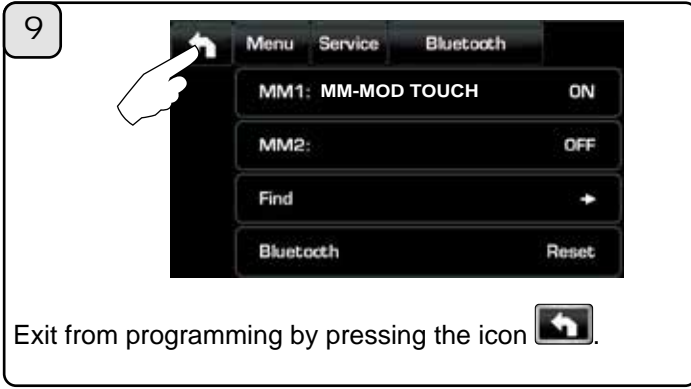 9
Menu Service Bluetooth
MM1: MM-MOD TOUCH ON
MM2: OFF
Find
Bluetooth Reset
Exit from programming by pressing the icon .